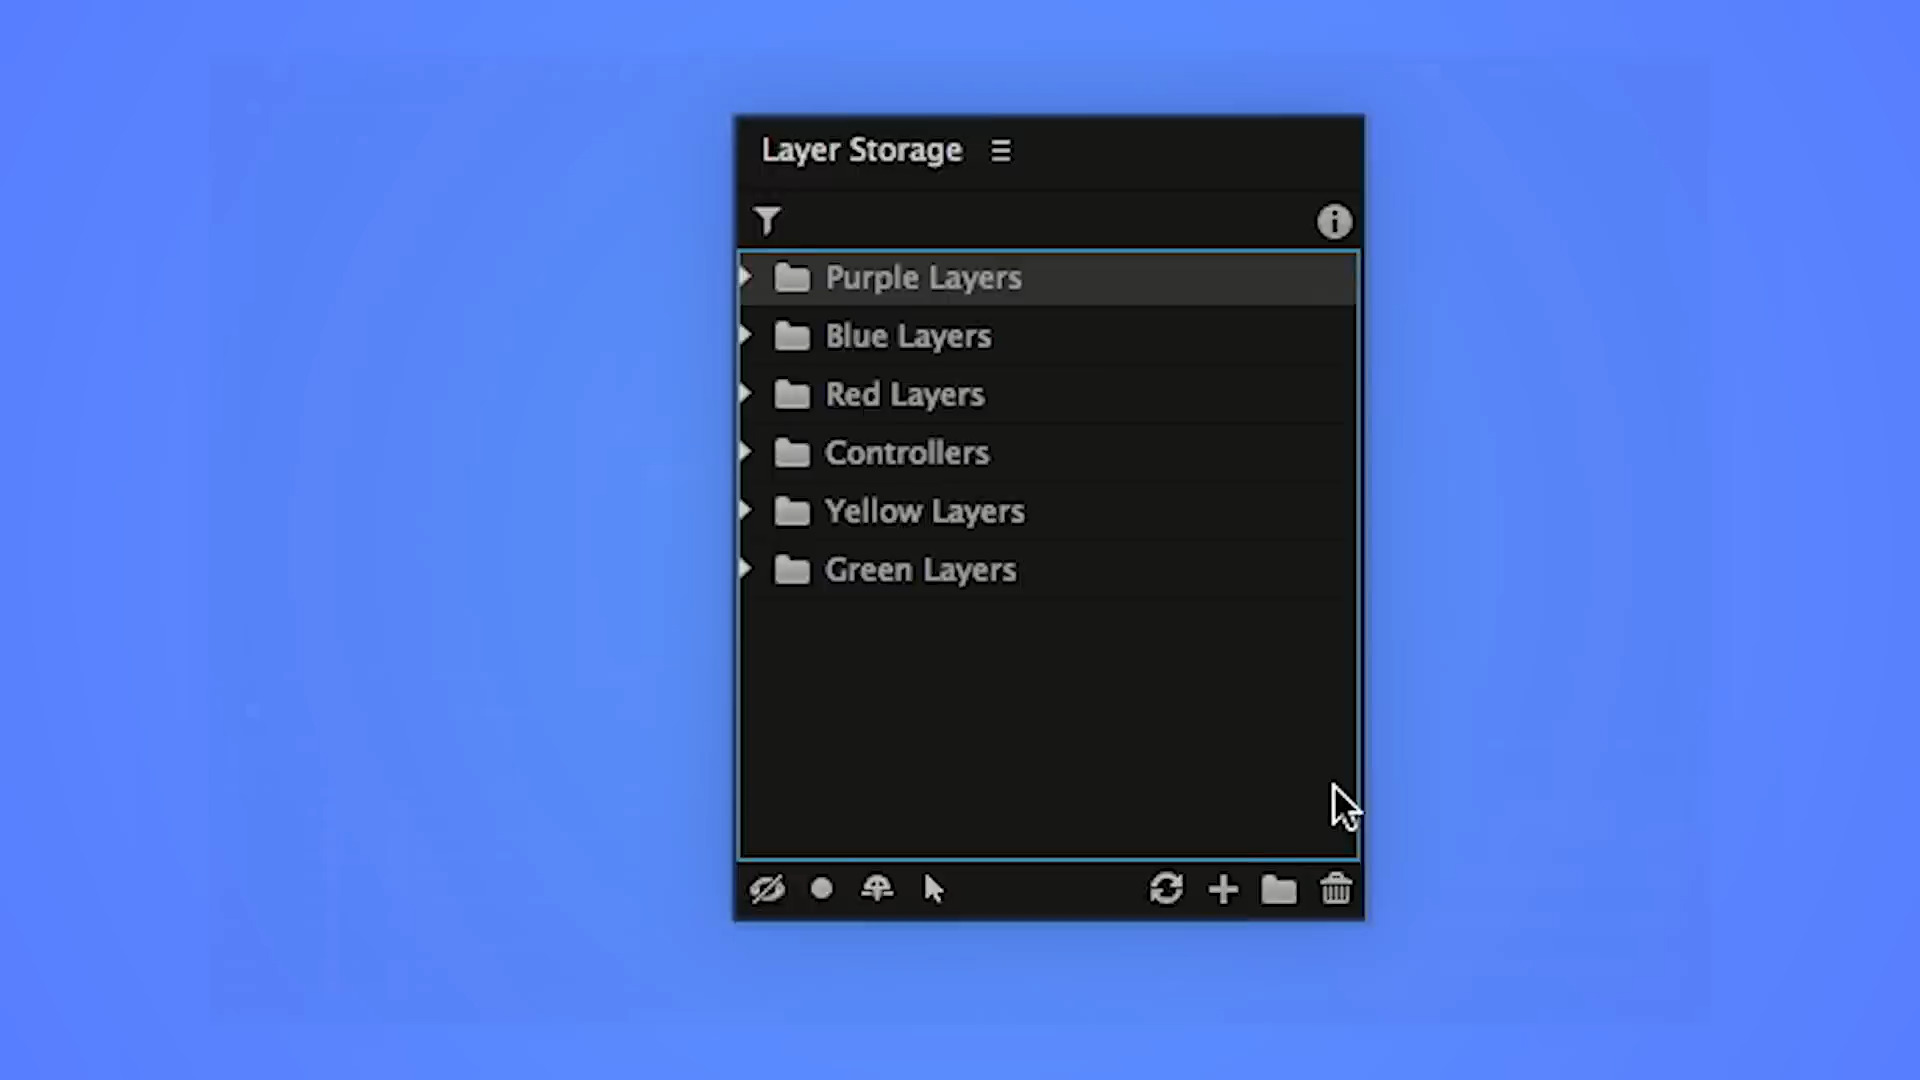 Layer Storage
Purple Layers
Blue Layers
Red Layers
Controllers
Yellow Layers
Green Layers